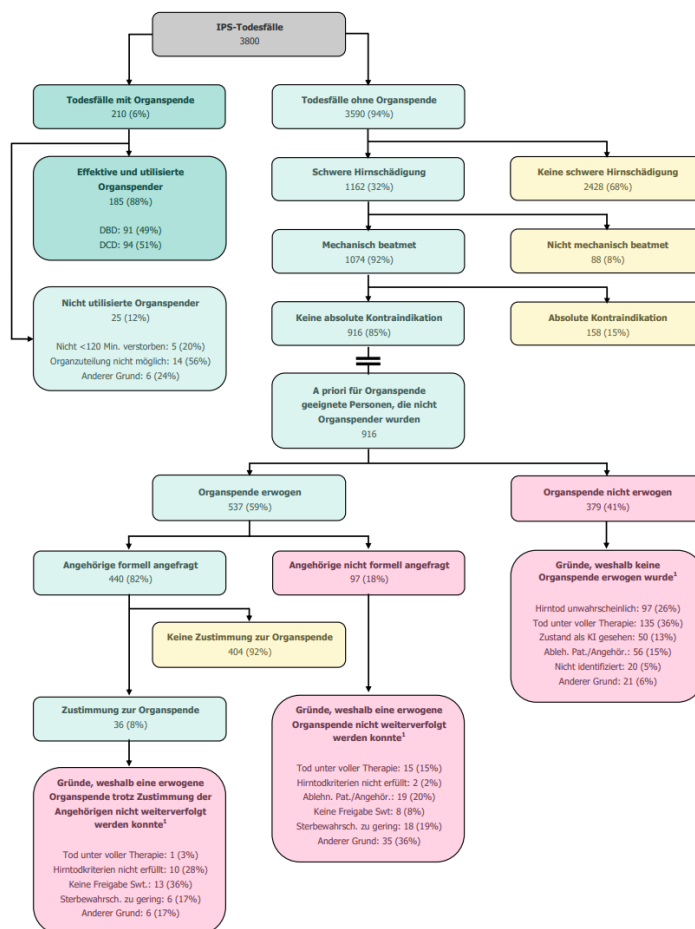 IPS-Todesfälle
3800
Todesfälle mit Organspende
210 (6%)
Todesfälle ohne Organspende
3590 (94%)
Effektive und utilisierte
Organspender
185 (88%)
DBD: 91 (49%)
DCD: 94 (51%)
Schwere Hirnschädigung
1162 (32%)
Keine schwere Hirnschädigung
2428 (68%)
Mechanisch beatmet
1074 (92%)
Nicht mechanisch beatmet
88 (8%)
Nicht utilisierte Organspender
25 (12%)
Nicht <120 Min. verstorben: 5 (20%)
Organzuteilung nicht möglich: 14 (56%)
Anderer Grund: 6 (24%)
Keine absolute Kontraindikation
916 (85%)
Absolute Kontraindikation
158 (15%)
A priori für Organspende
geeignete Personen, die nicht
Organspender wurden
916
Organspende erwogen
537 (59%)
Organspende nicht erwogen
379 (41%)
Angehörige formell angefragt
440 (82%)
Angehörige nicht formell angefragt
97 (18%)
Gründe, weshalb keine
Organspende erwogen wurde¹
Hirntod unwahrscheinlich: 97 (26%)
Tod unter voller Therapie: 135 (36%)
Zustand als KI gesehen: 50 (13%)
Ableh. Pat./Angehör.: 56 (15%)
Nicht identifiziert: 20 (5%)
Anderer Grund: 21 (6%)
Keine Zustimmung zur Organspende
404 (92%)
Zustimmung zur Organspende
36 (8%)
Gründe, weshalb eine erwogene
Organspende nicht weiterverfolgt
werden konnte¹
Tod unter voller Therapie: 15 (15%)
Hirntodkriterien nicht erfüllt: 2 (2%)
Ablehn. Pat./Angehör.: 19 (20%)
Keine Freigabe Swt: 8 (8%)
Sterbewahrsch. zu gering: 18 (19%)
Anderer Grund: 35 (36%)
Gründe, weshalb eine erwogene
Organspende trotz Zustimmung der
Angehörigen nicht weiterverfolgt
werden konnte¹
Tod unter voller Therapie: 1 (3%)
Hirntodkriterien nicht erfüllt: 10 (28%)
Keine Freigabe Swt.: 13 (36%)
Sterbewahrsch. zu gering: 6 (17%)
Anderer Grund: 6 (17%)